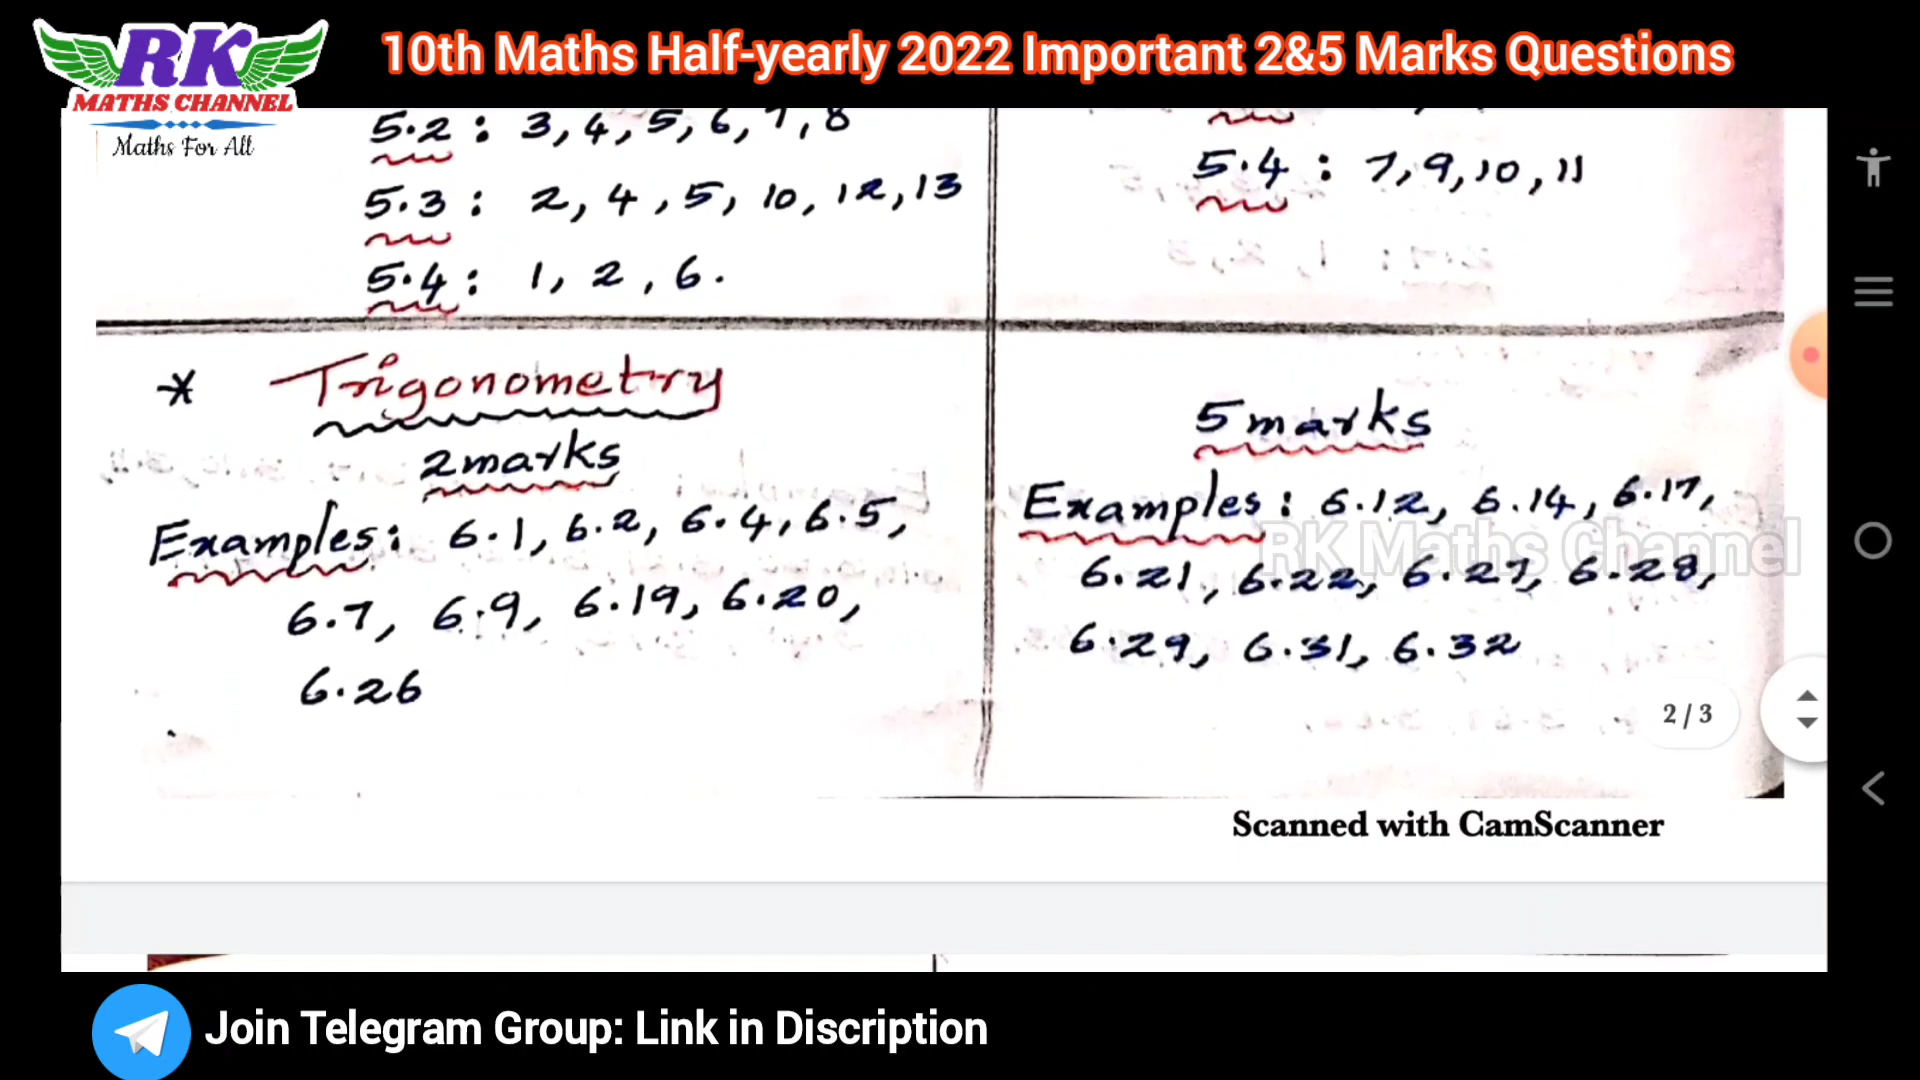 RK
MATHS CHANNEL
Maths For All
10th Maths Half-yearly 2022 Important 2&5 Marks Questions
5.2 : 3, 4, 5, 6, 7, 8
5.3 : 2, 4, 5, 10, 12, 13
5.4 : 1, 2, 6.
5.4 : 7, 9, 10, 11
* Trigonometry
2 marks
Examples: 6.1, 6.2, 6.4, 6.5,
6.7, 6.9, 6.19, 6.20,
6.26
5 marks
Examples: 6.12, 6.14, 6.17,
6.21, 6.22, 6.27, 6.28,
6.29, 6.31, 6.32
RK Maths Channel
2 / 3
Scanned with CamScanner
Join Telegram Group: Link in Discription